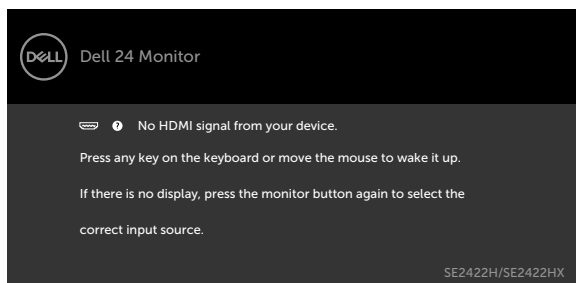 DELL
Dell 24 Monitor
? No HDMI signal from your device.
Press any key on the keyboard or move the mouse to wake it up.
If there is no display, press the monitor button again to select the
correct input source.
SE2422H/SE2422HX